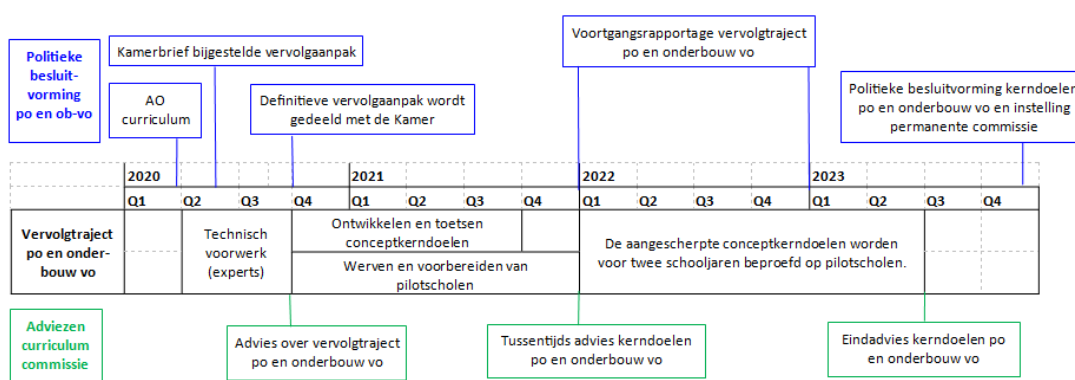 Politieke
besluit-
vorming
po en ob-vo
Kamerbrief bijgestelde vervolgaanpak
AO
curriculum
Definitieve vervolgaanpak wordt
gedeeld met de Kamer
Voortgangsrapportage vervolgtraject
po en onderbouw vo
Politieke besluitvorming kerndoelen
po en onderbouw vo en instelling
permanente commissie
2020 2021 2022 2023
Q1 Q2 Q3 Q4 Q1 Q2 Q3 Q4 Q1 Q2 Q3 Q4 Q1 Q2 Q3 Q4
Vervolgtraject
po en onder-
bouw vo
Technisch
voorwerk
(experts)
Ontwikkelen en toetsen
conceptkerndoelen
Werven en voorbereiden van
pilotscholen
De aangescherpte conceptkerndoelen worden
voor twee schooljaren beproefd op pilotscholen.
Adviezen
curriculum
commissie
Advies over vervolgtraject
po en onderbouw vo
Tussentijds advies kerndoelen
po en onderbouw vo
Eindadvies kerndoelen po
en onderbouw vo